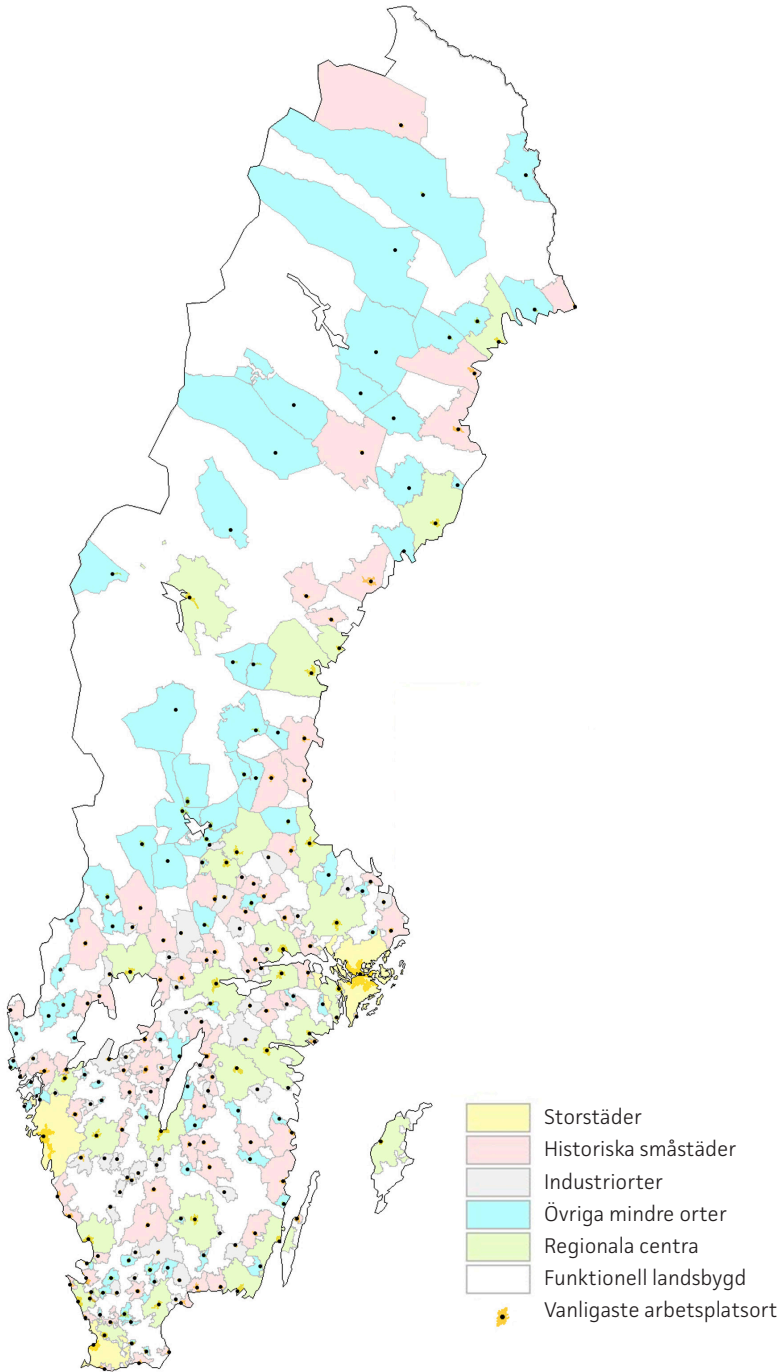 Storstäder
Historiska småstäder
Industriorter
Övriga mindre orter
Regionala centra
Funktionell landsbygd
Vanligaste arbetsplatsort